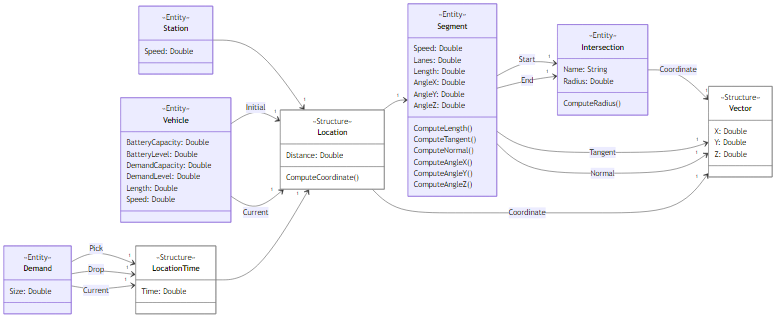 «Entity»
Station
Speed: Double
«Entity»
Vehicle
BatteryCapacity: Double
BatteryLevel: Double
DemandCapacity: Double
DemandLevel: Double
Length: Double
Speed: Double
«Entity»
Demand
Size: Double
Pick
Drop
Current
1
1
1
«Structure»
LocationTime
Time: Double
Initial
Current
1
1
1
1
«Structure»
Location
Distance: Double
ComputeCoordinate()
1
«Entity»
Segment
Speed: Double
Lanes: Double
Length: Double
AngleX: Double
AngleY: Double
AngleZ: Double
ComputeLength()
ComputeTangent()
ComputeNormal()
ComputeAngleX()
ComputeAngleY()
ComputeAngleZ()
Start
End
1
1
«Entity»
Intersection
Name: String
Radius: Double
ComputeRadius()
Coordinate
Tangent
Normal
Coordinate
1
1
1
1
«Structure»
Vector
X: Double
Y: Double
Z: Double